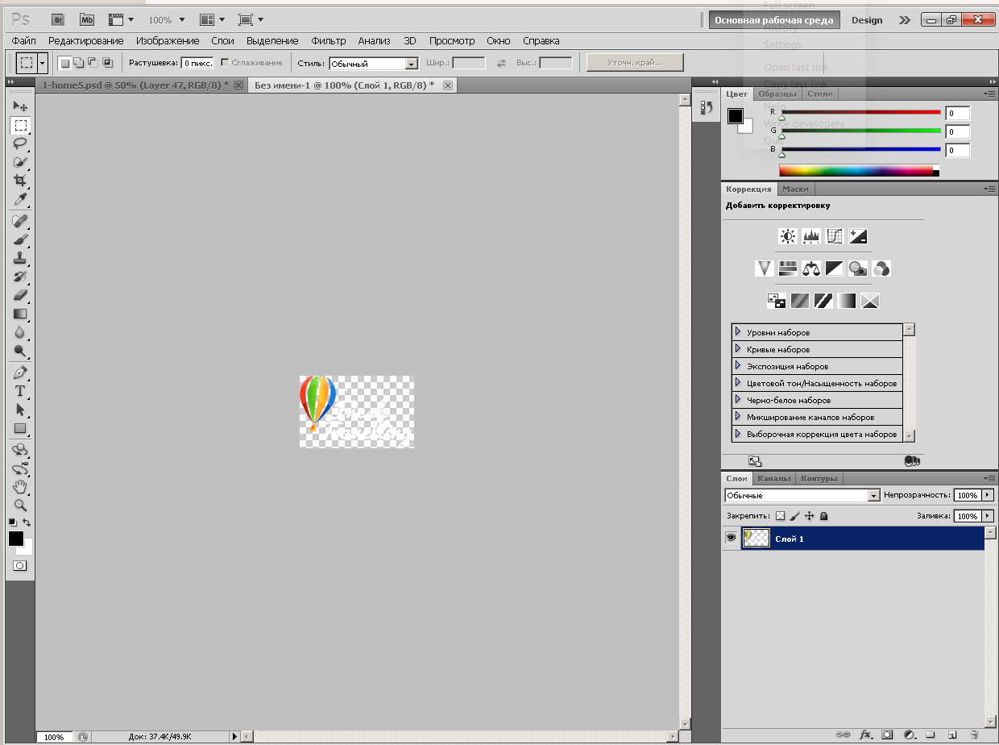 Ps Br Mb 100% Основная рабочая среда Design
Файл Редактирование Изображение Слои Выделение Фильтр Анализ 3D Просмотр Окно Справка
Растушевка: 0 пикс. Сглаживание Стиль: Обычный Шир.: Выс.: Уточн. край...
1-home5.psd @ 50% (Layer 47, RGB/8) * Без имени-1 @ 100% (Слой 1, RGB/8) *
Full screen
History
Settings
Open last link
Copy last link
Help
Write developers
Quit
Цвет Образцы Стили
R 0
G 0
B 0
Коррекция Маски
Добавить корректировку
Уровни наборов
Кривые наборов
Экспозиция наборов
Цветовой тон/Насыщенность наборов
Черно-белое наборов
Микширование каналов наборов
Выборочная коррекция цвета наборов
Travelling
Слои Каналы Контуры
Обычные Непрозрачность: 100%
Закрепить: Заливка: 100%
Слой 1
100% Док: 37.4K/49.9K